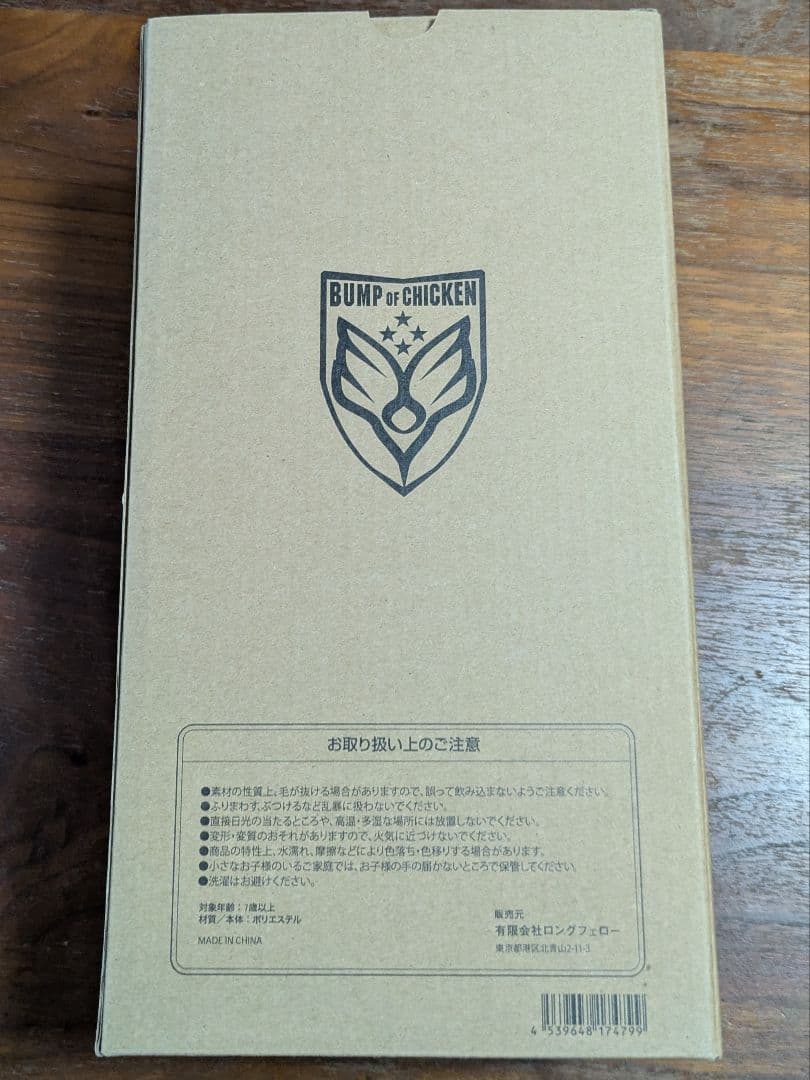 BUMP OF CHICKEN
お取り扱い上のご注意
●素材の性質上、毛が抜ける場合がありますので、誤って飲み込まないようご注意ください。
●ふりまわす、ぶつけるなど乱暴に扱わないでください。
●直接日光の当たるところや、高温・多湿な場所には放置しないでください。
●変形・変質のおそれがありますので、火気に近づけないでください。
●商品の特性上、水濡れ、摩擦などにより色落ち・色移りする場合があります。
●小さなお子様のいるご家庭では、お子様の手の届かないところで保管してください。
●洗濯はお避けください。
対象年齢：7歳以上
材質／本体：ポリエステル
MADE IN CHINA
販売元
有限会社ロングフェロー
東京都港区北青山2-11-3
4 539648 174799